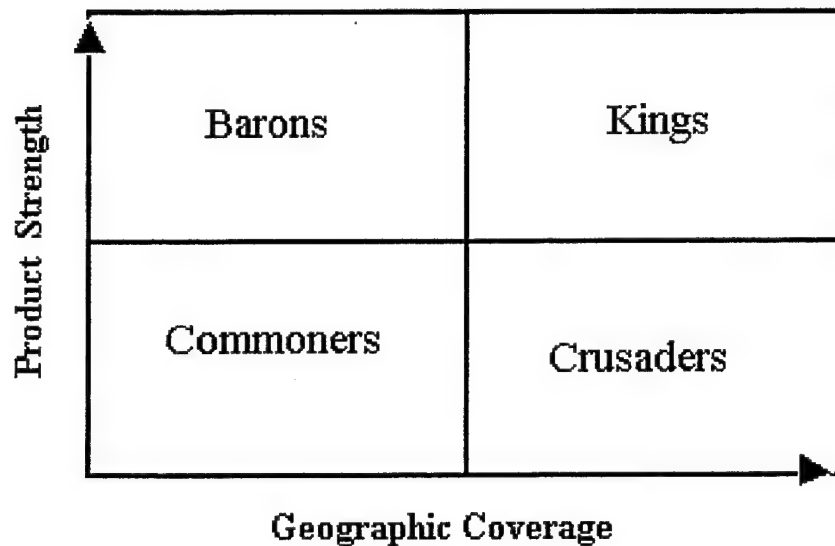 Product Strength
Barons
Kings
Commoners
Crusaders
Geographic Coverage